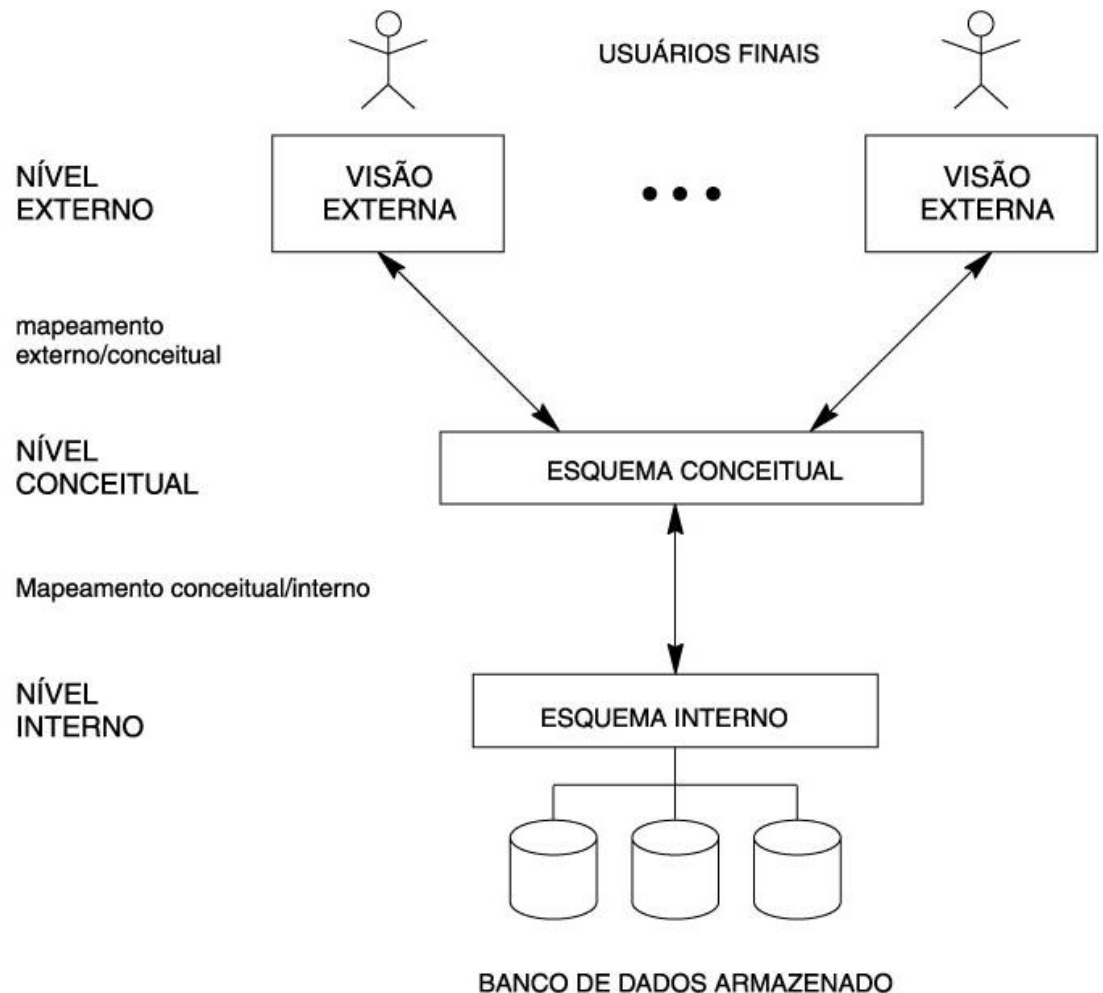 USUÁRIOS FINAIS
NÍVEL
EXTERNO
VISÃO
EXTERNA
VISÃO
EXTERNA
mapeamento
externo/conceitual
NÍVEL
CONCEITUAL
ESQUEMA CONCEITUAL
Mapeamento conceitual/interno
NÍVEL
INTERNO
ESQUEMA INTERNO
BANCO DE DADOS ARMAZENADO